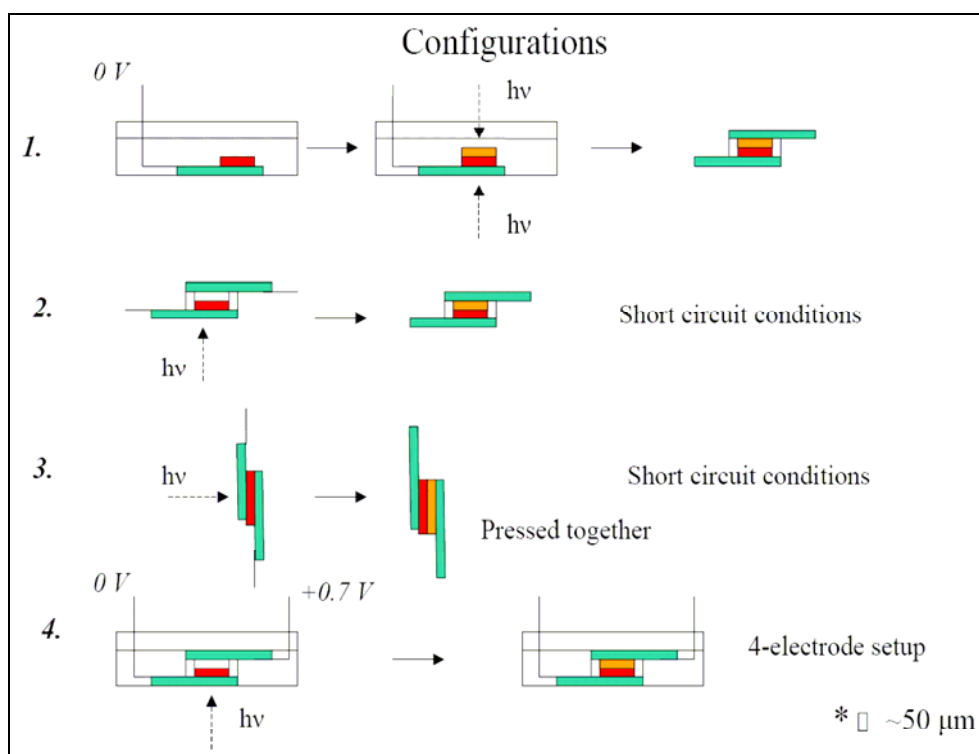 Configurations
0 V
hν
1.
hν
2.
Short circuit conditions
hν
3.
hν
Short circuit conditions
Pressed together
0 V
+0.7 V
4.
4-electrode setup
hν
* ▯ ~50 μm